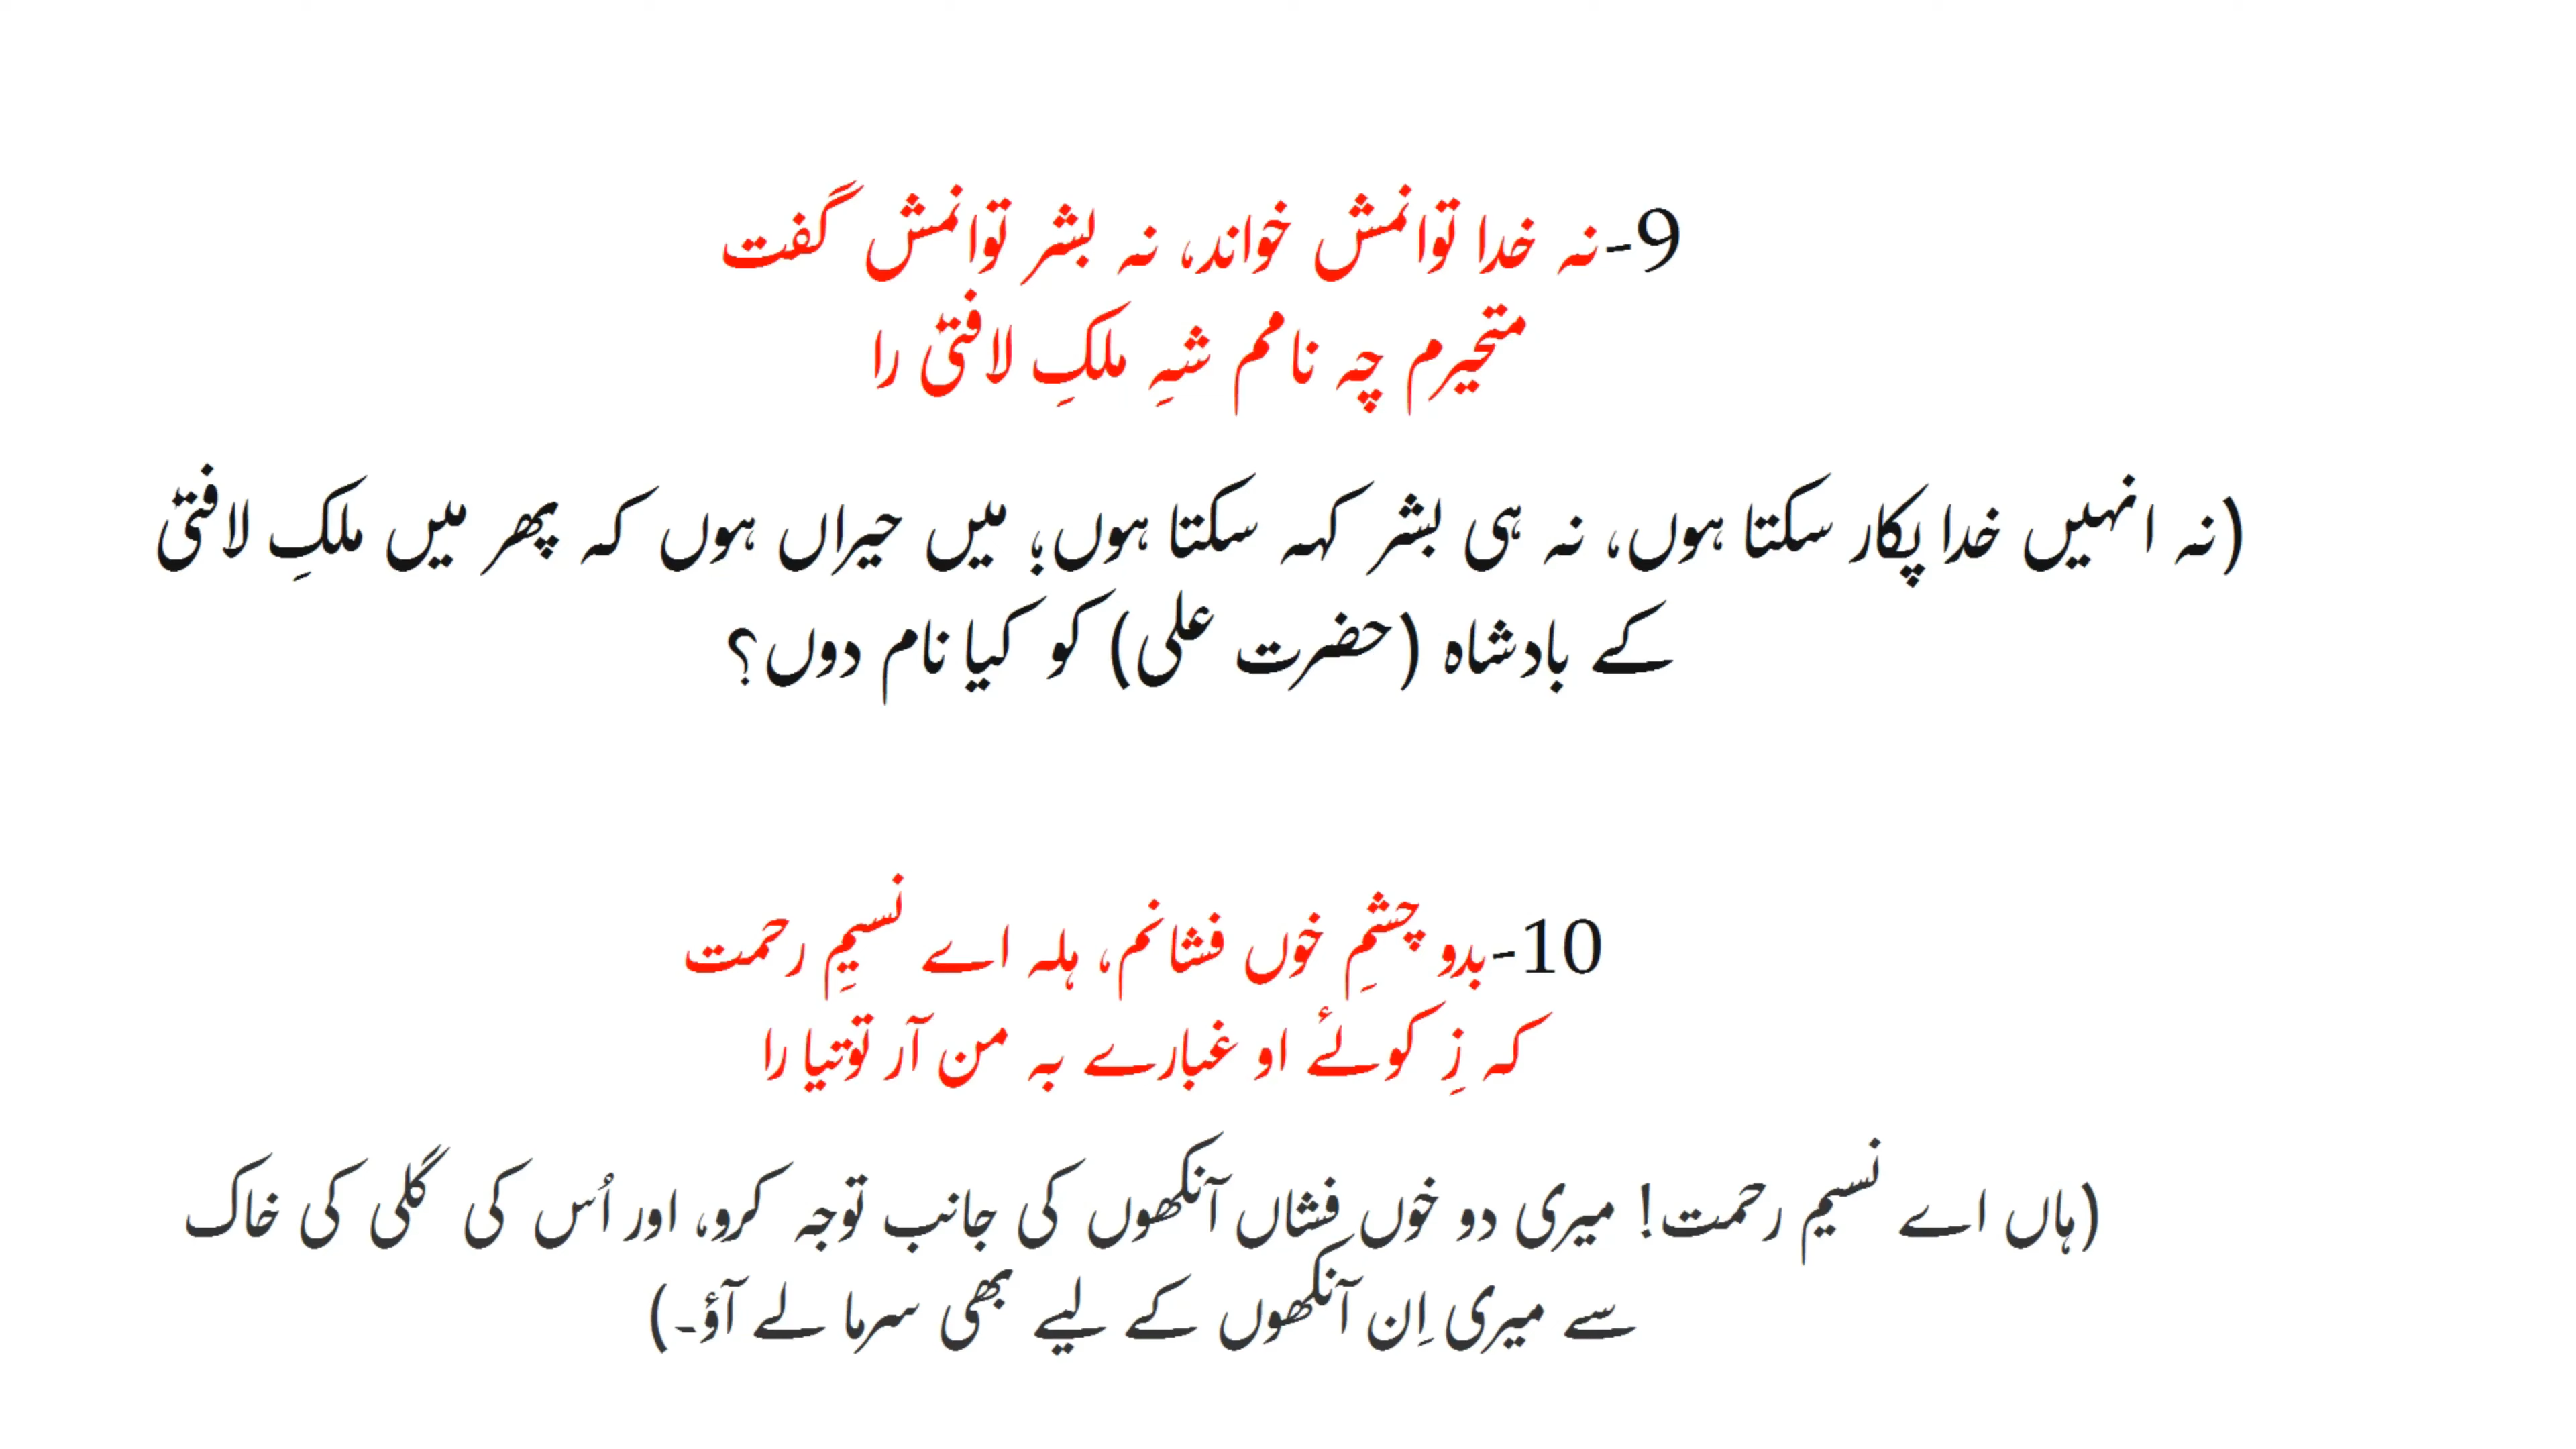 9-نہ خدا توانمش خواند، نہ بشر توانمش گفت
متحیرم چہ نامم شہِ ملکِ لافتیٰ را
(نہ انہیں خدا پکار سکتا ہوں، نہ ہی بشر کہہ سکتا ہوں؛ میں حیراں ہوں کہ پھر میں ملکِ لافتیٰ
کے بادشاہ (حضرت علی) کو کیا نام دوں؟
10-بدو چشمِ خوں فشانم، ہلہ اے نسیمِ رحمت
کہ زِ کوئے او غبارے بہ من آر توتیا را
(ہاں اے نسیم رحمت! میری دو خوں فشاں آنکھوں کی جانب توجہ کرو، اور اُس کی گلی کی خاک
سے میری اِن آنکھوں کے لیے بھی سرما لے آؤ۔)